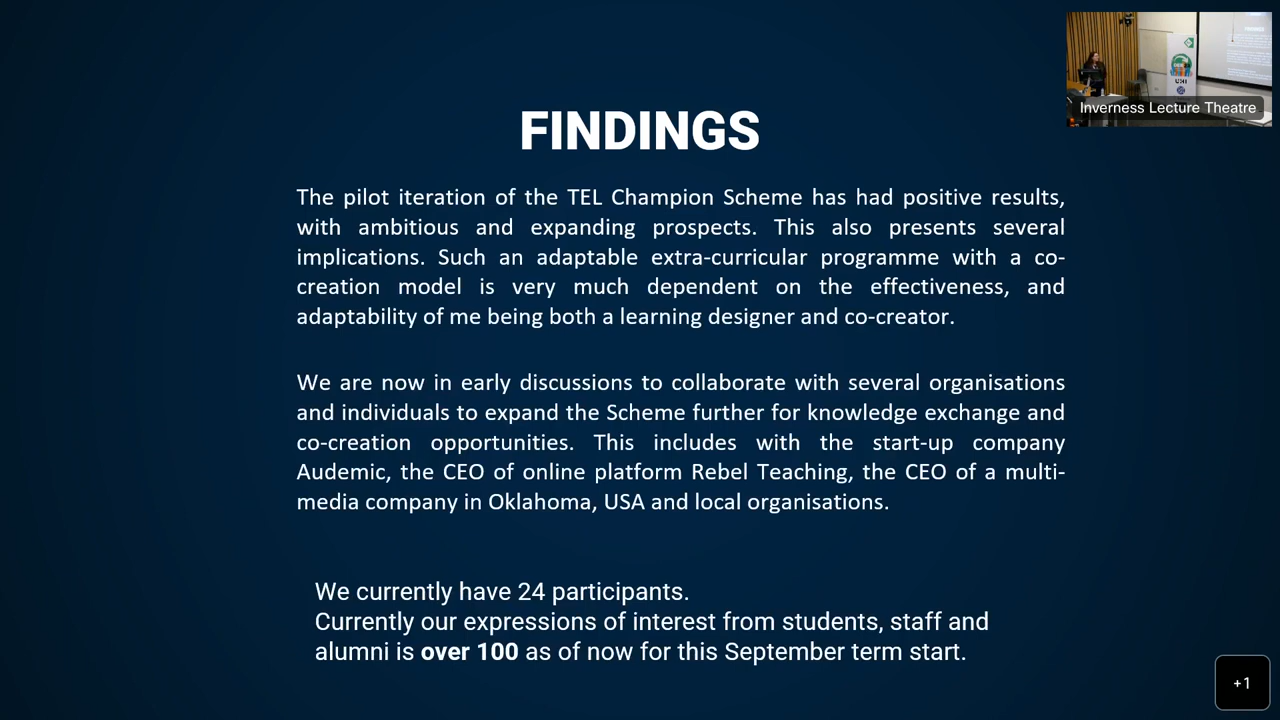 Inverness Lecture Theatre
UHI
FINDINGS
The pilot iteration of the TEL Champion Scheme has had positive results,
with ambitious and expanding prospects. This also presents several
implications. Such an adaptable extra-curricular programme with a co-
creation model is very much dependent on the effectiveness, and
adaptability of me being both a learning designer and co-creator.
We are now in early discussions to collaborate with several organisations
and individuals to expand the Scheme further for knowledge exchange and
co-creation opportunities. This includes with the start-up company
Audemic, the CEO of online platform Rebel Teaching, the CEO of a multi-
media company in Oklahoma, USA and local organisations.
We currently have 24 participants.
Currently our expressions of interest from students, staff and
alumni is over 100 as of now for this September term start.
+1